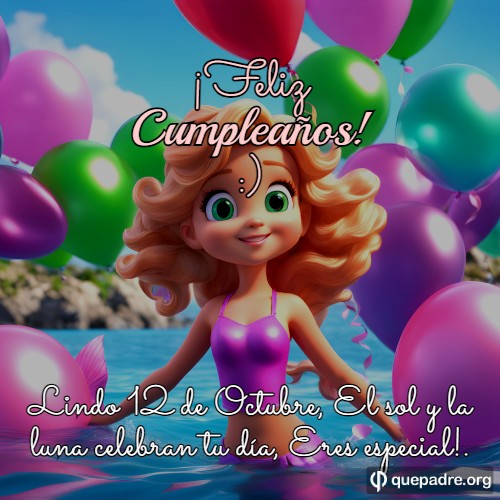 ¡Feliz
Cumpleaños!
:)
Lindo 12 de Octubre, El sol y la
luna celebran tu día, Eres especial!.
quepadre.org